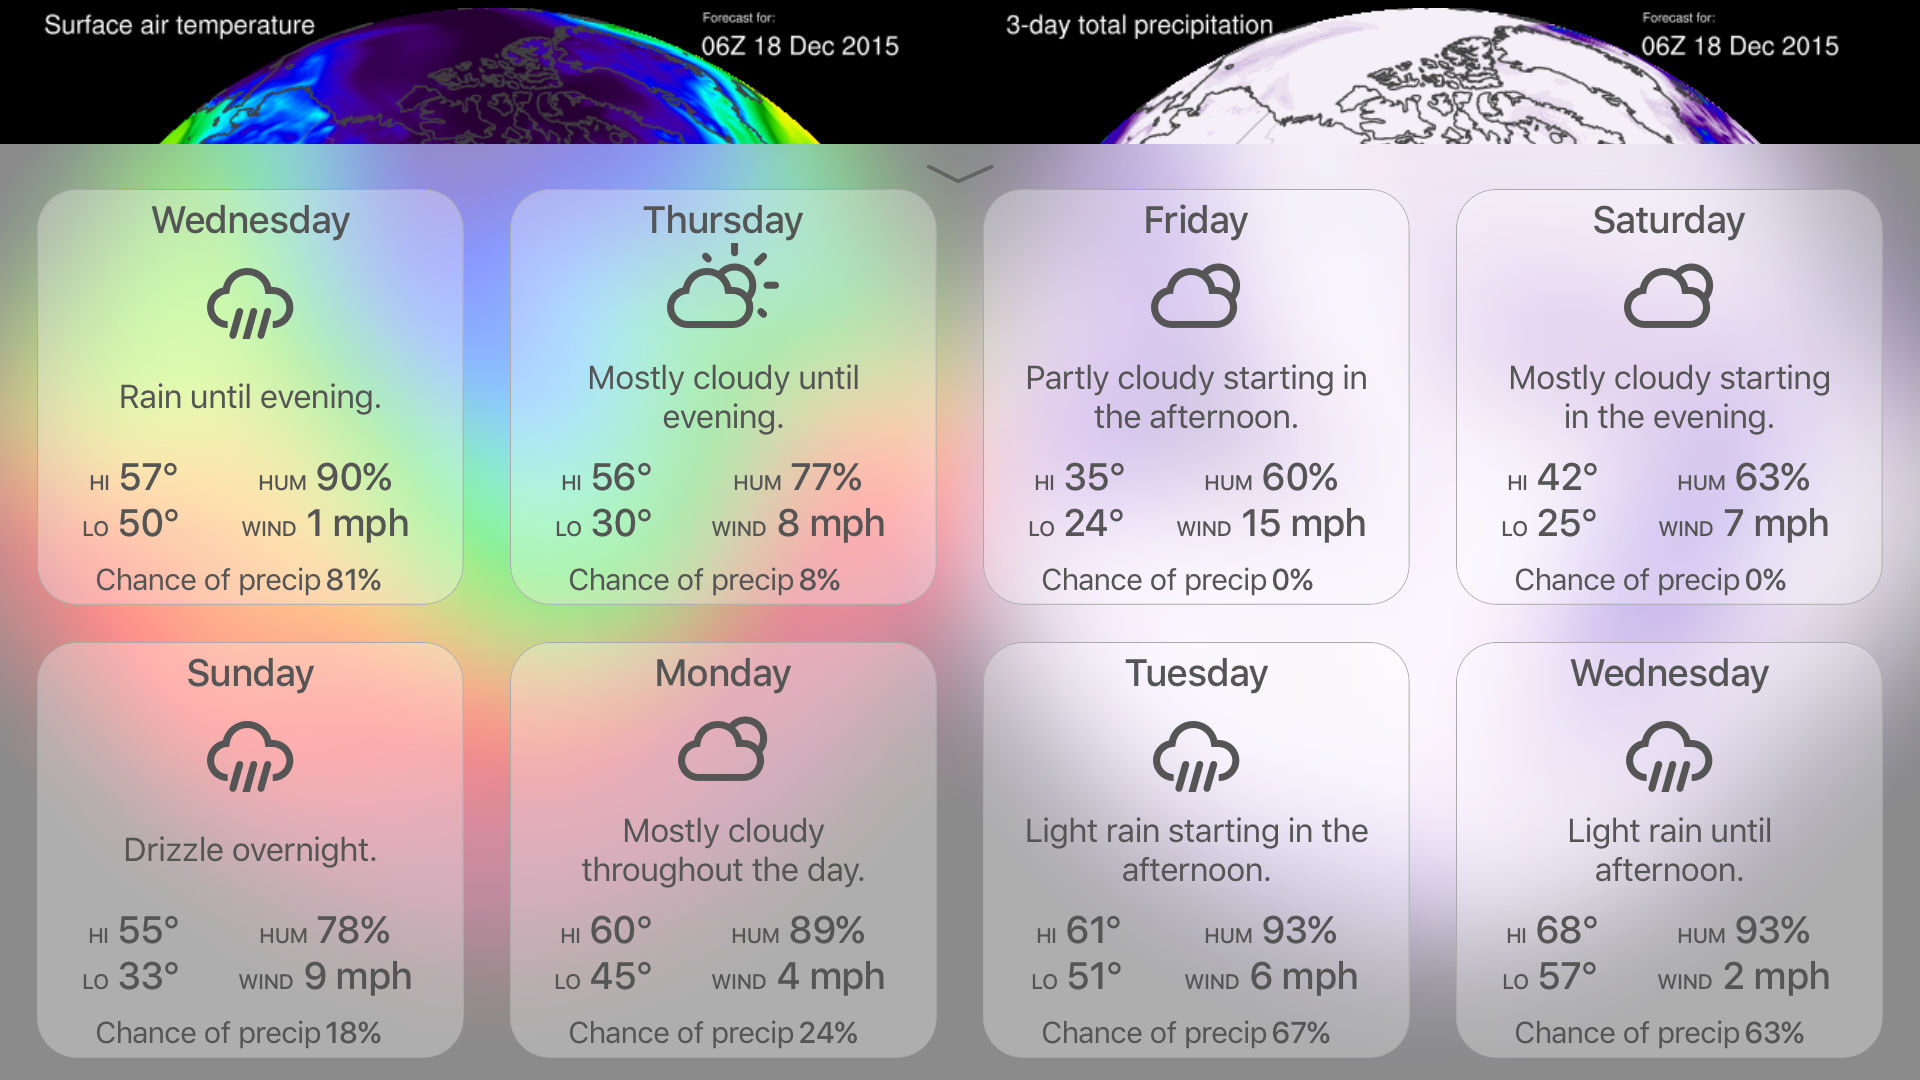 Surface air temperature
Forecast for:
06Z 18 Dec 2015
3-day total precipitation
Forecast for:
06Z 18 Dec 2015
Wednesday
Rain until evening.
HI 57° HUM 90%
LO 50° WIND 1 mph
Chance of precip 81%
Thursday
Mostly cloudy until
evening.
HI 56° HUM 77%
LO 30° WIND 8 mph
Chance of precip 8%
Friday
Partly cloudy starting in
the afternoon.
HI 35° HUM 60%
LO 24° WIND 15 mph
Chance of precip 0%
Saturday
Mostly cloudy starting
in the evening.
HI 42° HUM 63%
LO 25° WIND 7 mph
Chance of precip 0%
Sunday
Drizzle overnight.
HI 55° HUM 78%
LO 33° WIND 9 mph
Chance of precip 18%
Monday
Mostly cloudy
throughout the day.
HI 60° HUM 89%
LO 45° WIND 4 mph
Chance of precip 24%
Tuesday
Light rain starting in the
afternoon.
HI 61° HUM 93%
LO 51° WIND 6 mph
Chance of precip 67%
Wednesday
Light rain until
afternoon.
HI 68° HUM 93%
LO 57° WIND 2 mph
Chance of precip 63%